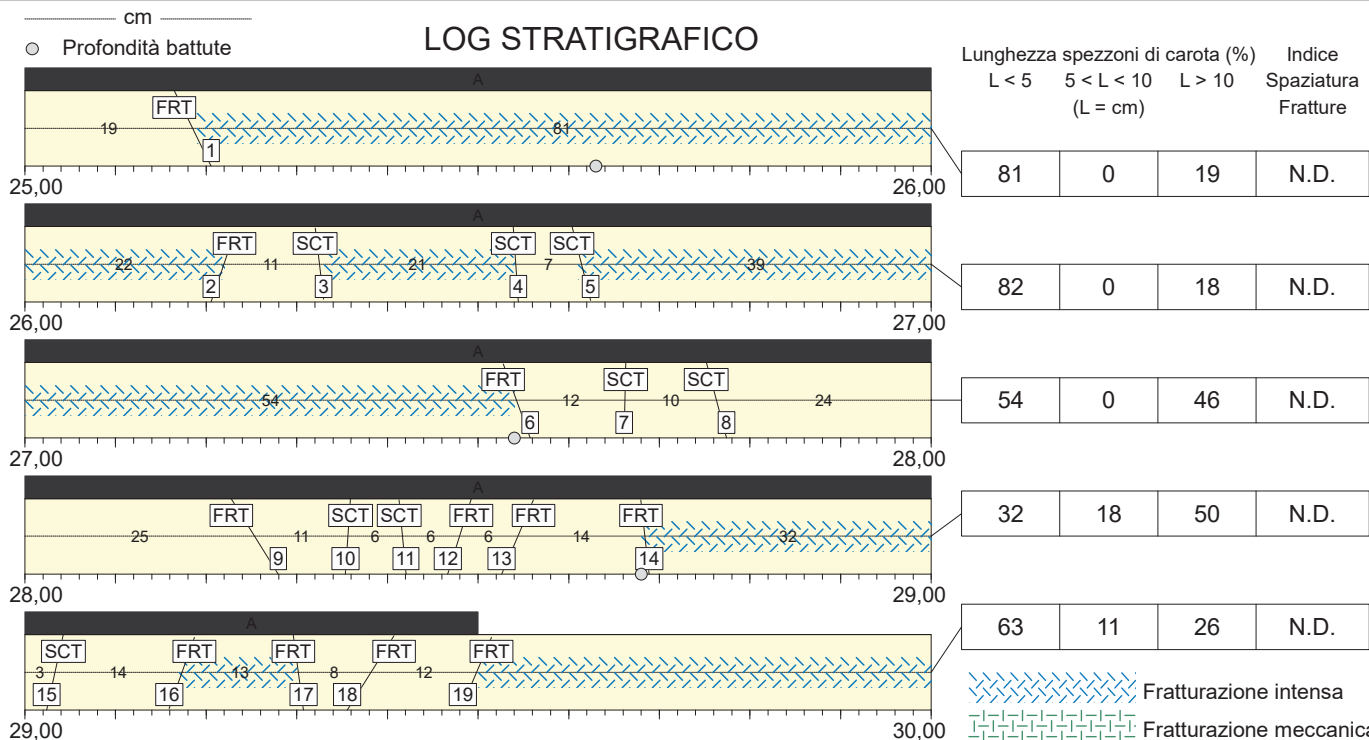 cm
Profondità battute
LOG STRATIGRAFICO
Lunghezza spezzoni di carota (%) Indice
L < 5 5 < L < 10 L > 10 Spaziatura
(L = cm) Fratture
A
FRT
19 81
1
25,00 26,00
81 0 19 N.D.
A
FRT SCT SCT SCT
22 11 21 7 39
2 3 4 5
26,00 27,00
82 0 18 N.D.
A
FRT SCT SCT
54 12 10 24
6 7 8
27,00 28,00
54 0 46 N.D.
A
FRT SCT SCT FRT FRT FRT
25 11 6 6 6 14 32
9 10 11 12 13 14
28,00 29,00
32 18 50 N.D.
A
SCT FRT FRT FRT FRT
3 14 13 8 12
15 16 17 18 19
29,00 30,00
63 11 26 N.D.
Fratturazione intensa
Fratturazione meccanica